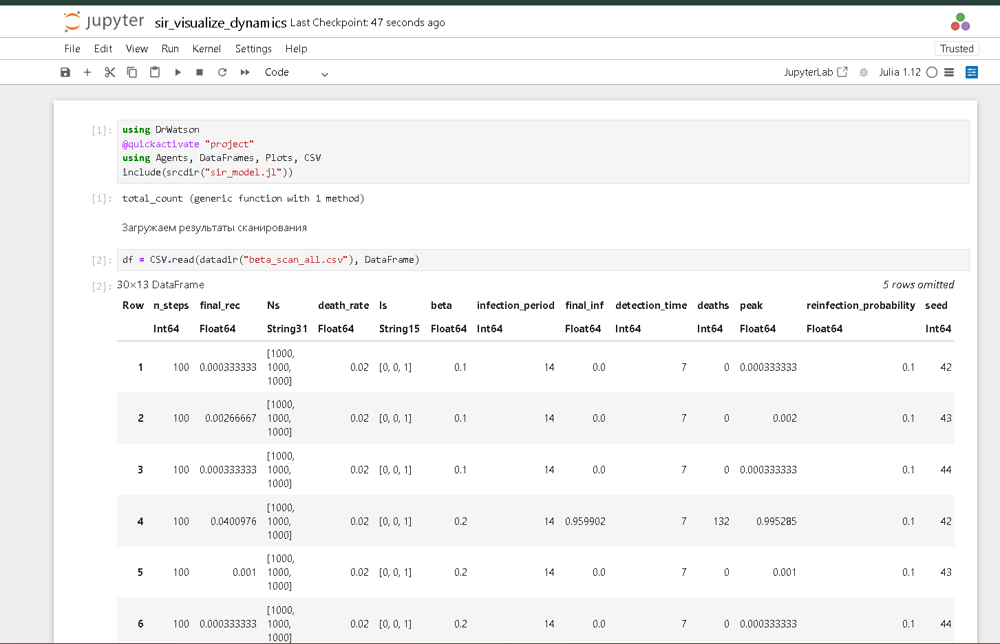 jupyter sir_visualize_dynamics Last Checkpoint: 47 seconds ago
File Edit View Run Kernel Settings Help Trusted
Code JupyterLab Julia 1.12
[1]: using DrWatson
@quickactivate "project"
using Agents, DataFrames, Plots, CSV
include(srcdir("sir_model.jl"))
[1]: total_count (generic function with 1 method)
Загружаем результаты сканирования
[2]: df = CSV.read(datadir("beta_scan_all.csv"), DataFrame)
[2]: 30×13 DataFrame 5 rows omitted
Row n_steps final_rec Ns death_rate Is beta infection_period final_inf detection_time deaths peak reinfection_probability seed
Int64 Float64 String31 Float64 String15 Float64 Int64 Float64 Int64 Int64 Float64 Float64 Int64
[1000,
1 100 0.000333333 1000, 0.02 [0, 0, 1] 0.1 14 0.0 7 0 0.000333333 0.1 42
1000]
[1000,
2 100 0.00266667 1000, 0.02 [0, 0, 1] 0.1 14 0.0 7 0 0.002 0.1 43
1000]
[1000,
3 100 0.000333333 1000, 0.02 [0, 0, 1] 0.1 14 0.0 7 0 0.000333333 0.1 44
1000]
[1000,
4 100 0.0400976 1000, 0.02 [0, 0, 1] 0.2 14 0.959902 7 132 0.995285 0.1 42
1000]
[1000,
5 100 0.001 1000, 0.02 [0, 0, 1] 0.2 14 0.0 7 0 0.001 0.1 43
1000]
[1000,
6 100 0.000333333 1000, 0.02 [0, 0, 1] 0.2 14 0.0 7 0 0.000333333 0.1 44
1000]